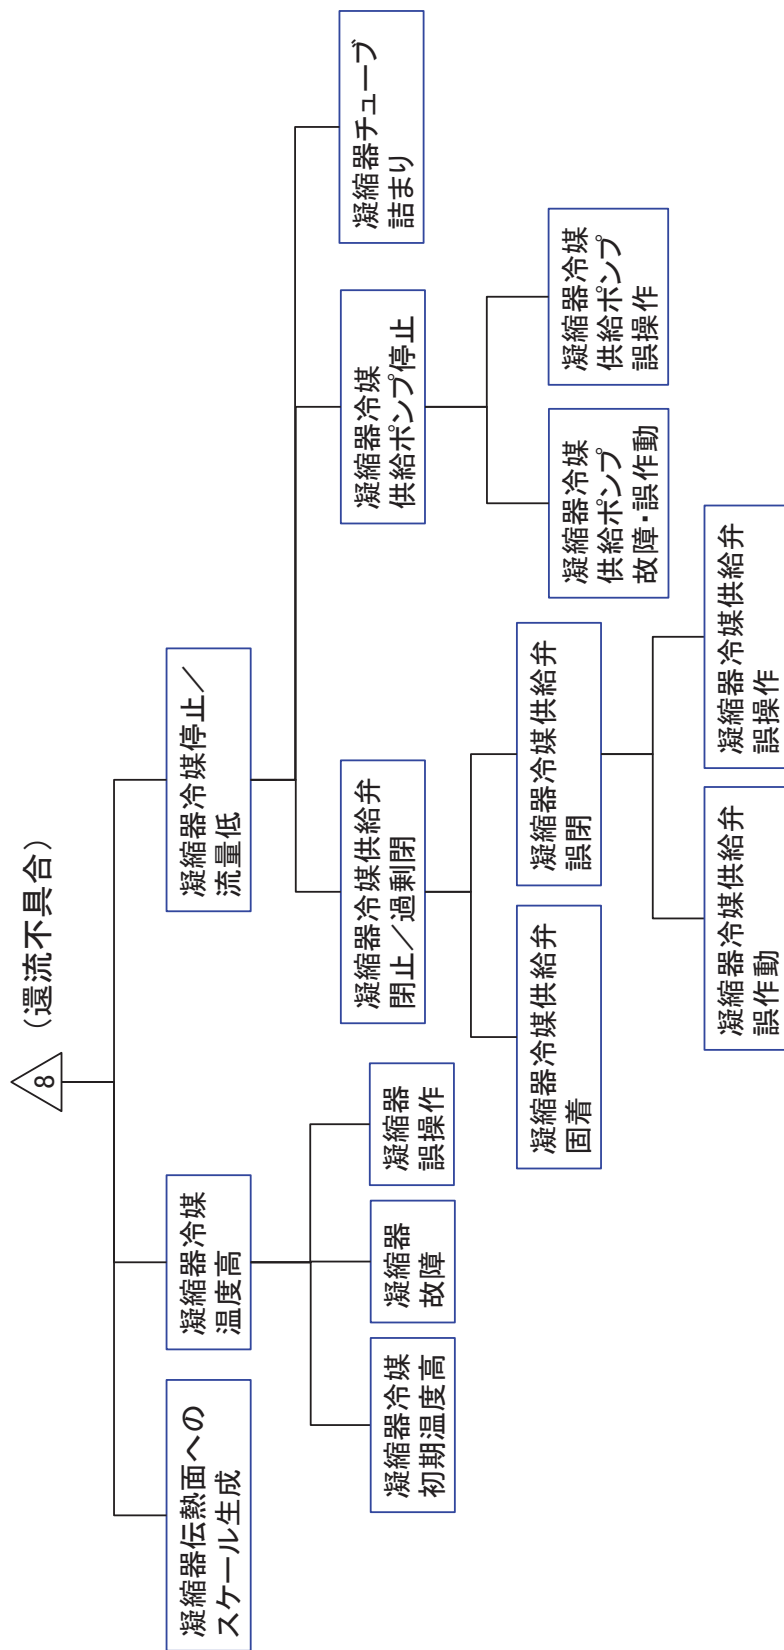 8
（還流不具合）
凝縮器伝熱面への
スケール生成
凝縮器冷媒
温度高
凝縮器冷媒停止／
流量低
凝縮器冷媒
初期温度高
凝縮器
故障
凝縮器
誤操作
凝縮器冷媒供給弁
閉止／過剰閉
凝縮器冷媒
供給ポンプ停止
凝縮器チューブ
詰まり
凝縮器冷媒供給弁
固着
凝縮器冷媒供給弁
誤閉
凝縮器冷媒
供給ポンプ
故障・誤作動
凝縮器冷媒
供給ポンプ
誤操作
凝縮器冷媒供給弁
誤作動
凝縮器冷媒供給弁
誤操作